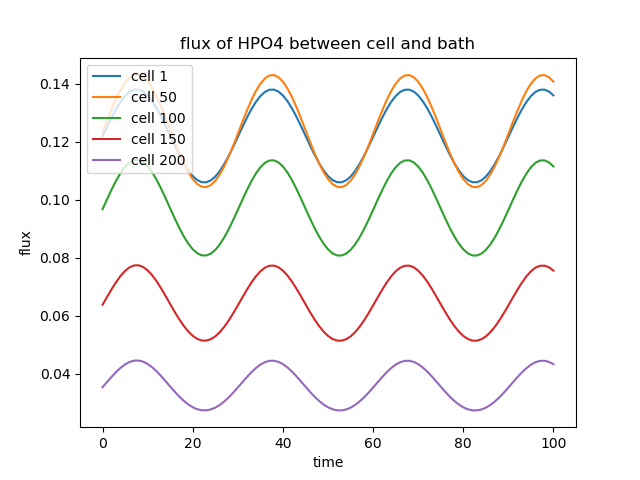 flux of HPO4 between cell and bath
cell 1
cell 50
cell 100
cell 150
cell 200
0.14
0.12
0.10
0.08
0.06
0.04
flux
0
20
40
60
80
100
time